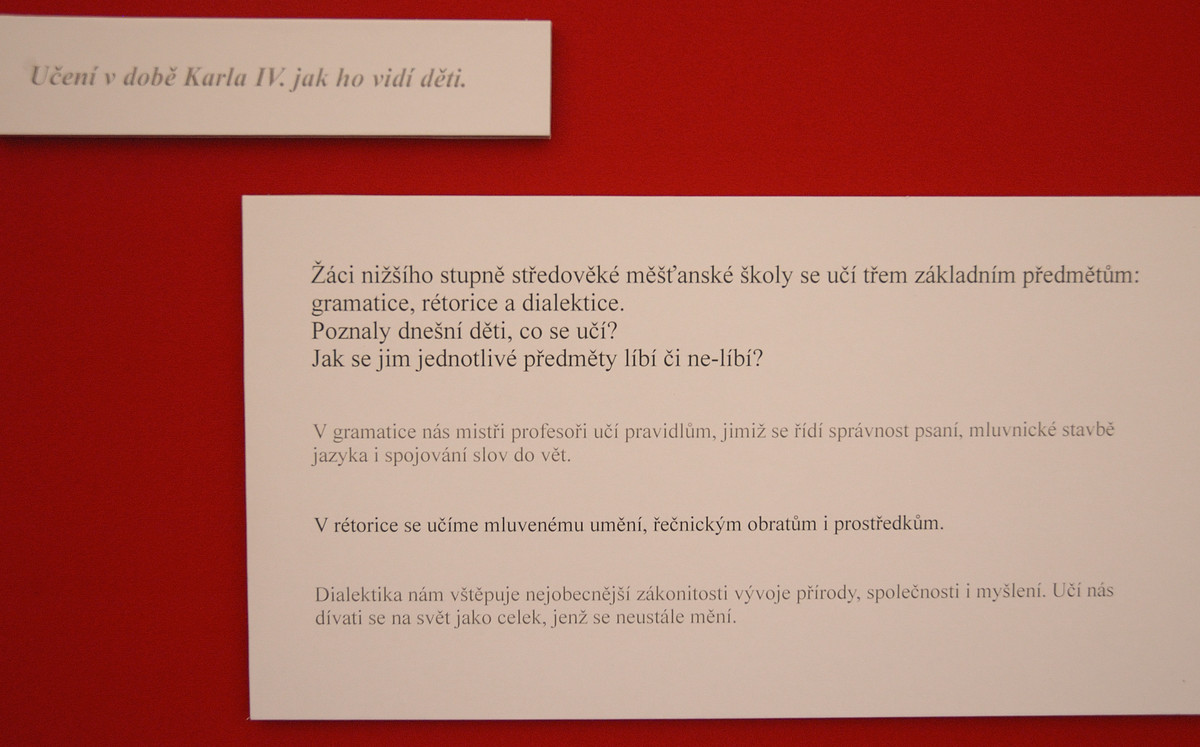 Učení v době Karla IV. jak ho vidí děti.
Žáci nižšího stupně středověké měšťanské školy se učí třem základním předmětům:
gramatice, rétorice a dialektice.
Poznaly dnešní děti, co se učí?
Jak se jim jednotlivé předměty líbí či ne-líbí?
V gramatice nás mistři profesoři učí pravidlům, jimiž se řídí správnost psaní, mluvnické stavbě
jazyka i spojování slov do vět.
V rétorice se učíme mluvenému umění, řečnickým obratům i prostředkům.
Dialektika nám vštěpuje nejobecnější zákonitosti vývoje přírody, společnosti i myšlení. Učí nás
dívati se na svět jako celek, jenž se neustále mění.